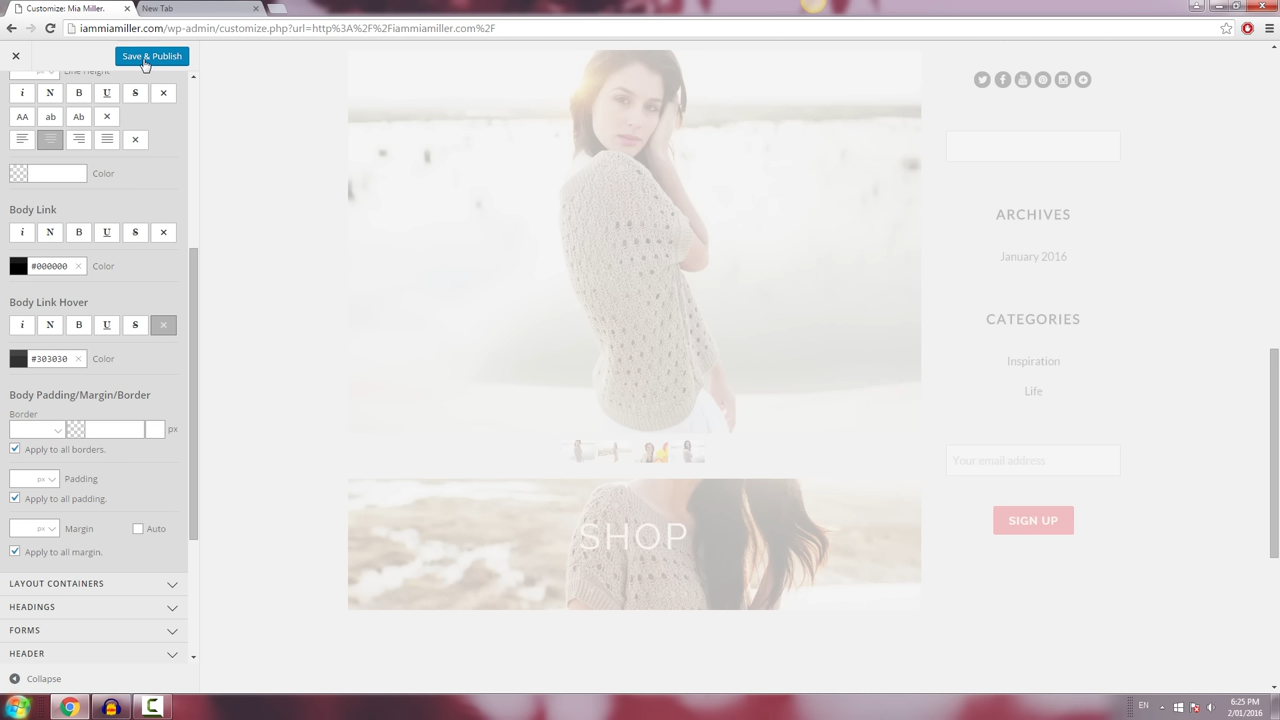 Customize: Mia Miller.
New Tab
iammiamiller.com/wp-admin/customize.php?url=http%3A%2F%2Fiammiamiller.com%2F
Save & Publish
px Line Height
i N B U S ×
AA ab Ab ×
×
Color
Body Link
i N B U S ×
#000000 × Color
Body Link Hover
i N B U S ×
#303030 × Color
Body Padding/Margin/Border
Border
px
Apply to all borders.
px Padding
Apply to all padding.
px Margin Auto
Apply to all margin.
LAYOUT CONTAINERS
HEADINGS
FORMS
HEADER
Collapse
SHOP
ARCHIVES
January 2016
CATEGORIES
Inspiration
Life
Your email address
SIGN UP
EN
6:25 PM
2/01/2016